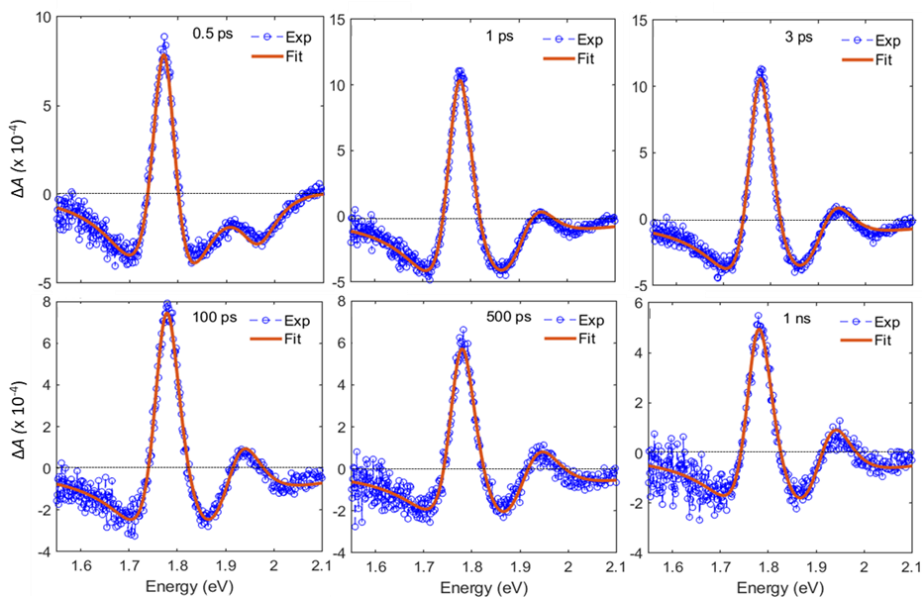 10
5
0
-5
ΔA (x 10⁻⁴)
0.5 ps
Exp
Fit
15
10
5
0
-5
1 ps
Exp
Fit
15
10
5
0
-5
3 ps
Exp
Fit
8
6
4
2
0
-2
-4
ΔA (x 10⁻⁴)
100 ps
Exp
Fit
1.6 1.7 1.8 1.9 2 2.1
Energy (eV)
8
6
4
2
0
-2
-4
500 ps
Exp
Fit
1.6 1.7 1.8 1.9 2 2.1
Energy (eV)
6
4
2
0
-2
-4
1 ns
Exp
Fit
1.6 1.7 1.8 1.9 2 2.1
Energy (eV)